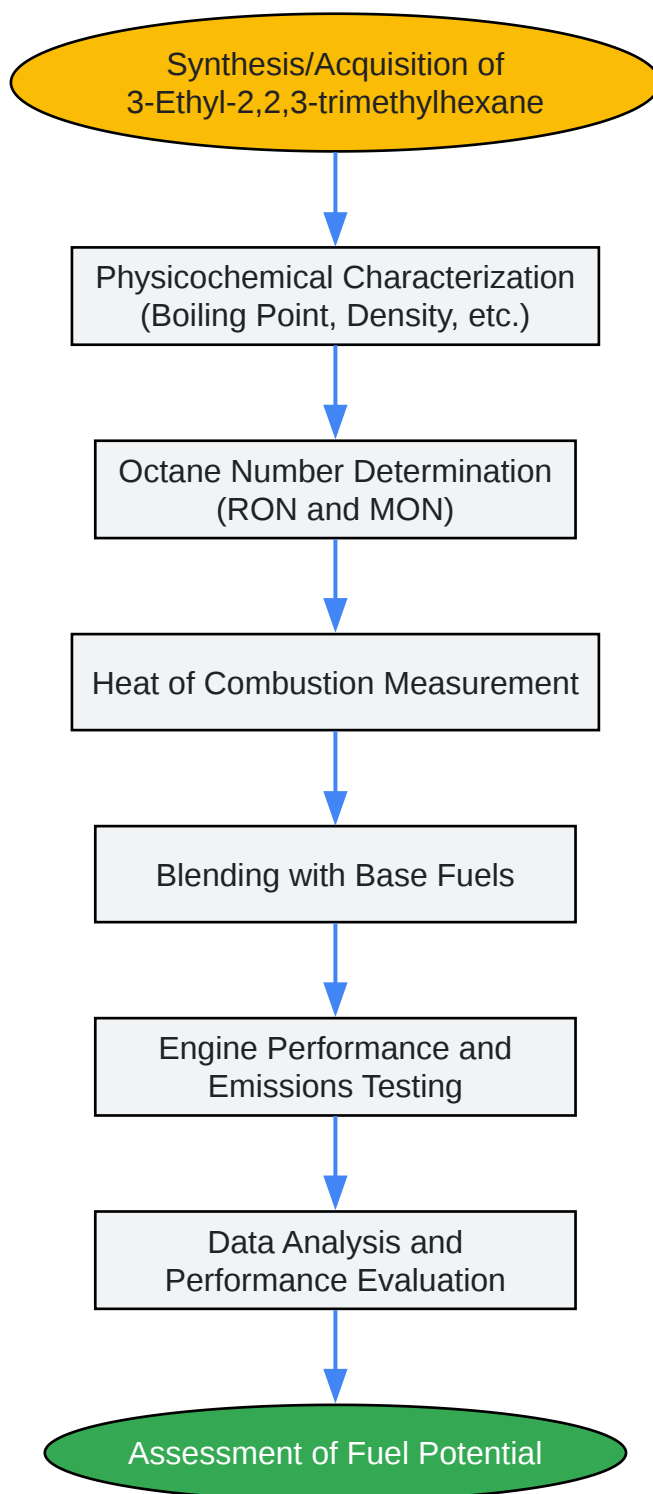 Synthesis/Acquisition of
3-Ethyl-2,2,3-trimethylhexane
Physicochemical Characterization
(Boiling Point, Density, etc.)
Octane Number Determination
(RON and MON)
Heat of Combustion Measurement
Blending with Base Fuels
Engine Performance and
Emissions Testing
Data Analysis and
Performance Evaluation
Assessment of Fuel Potential